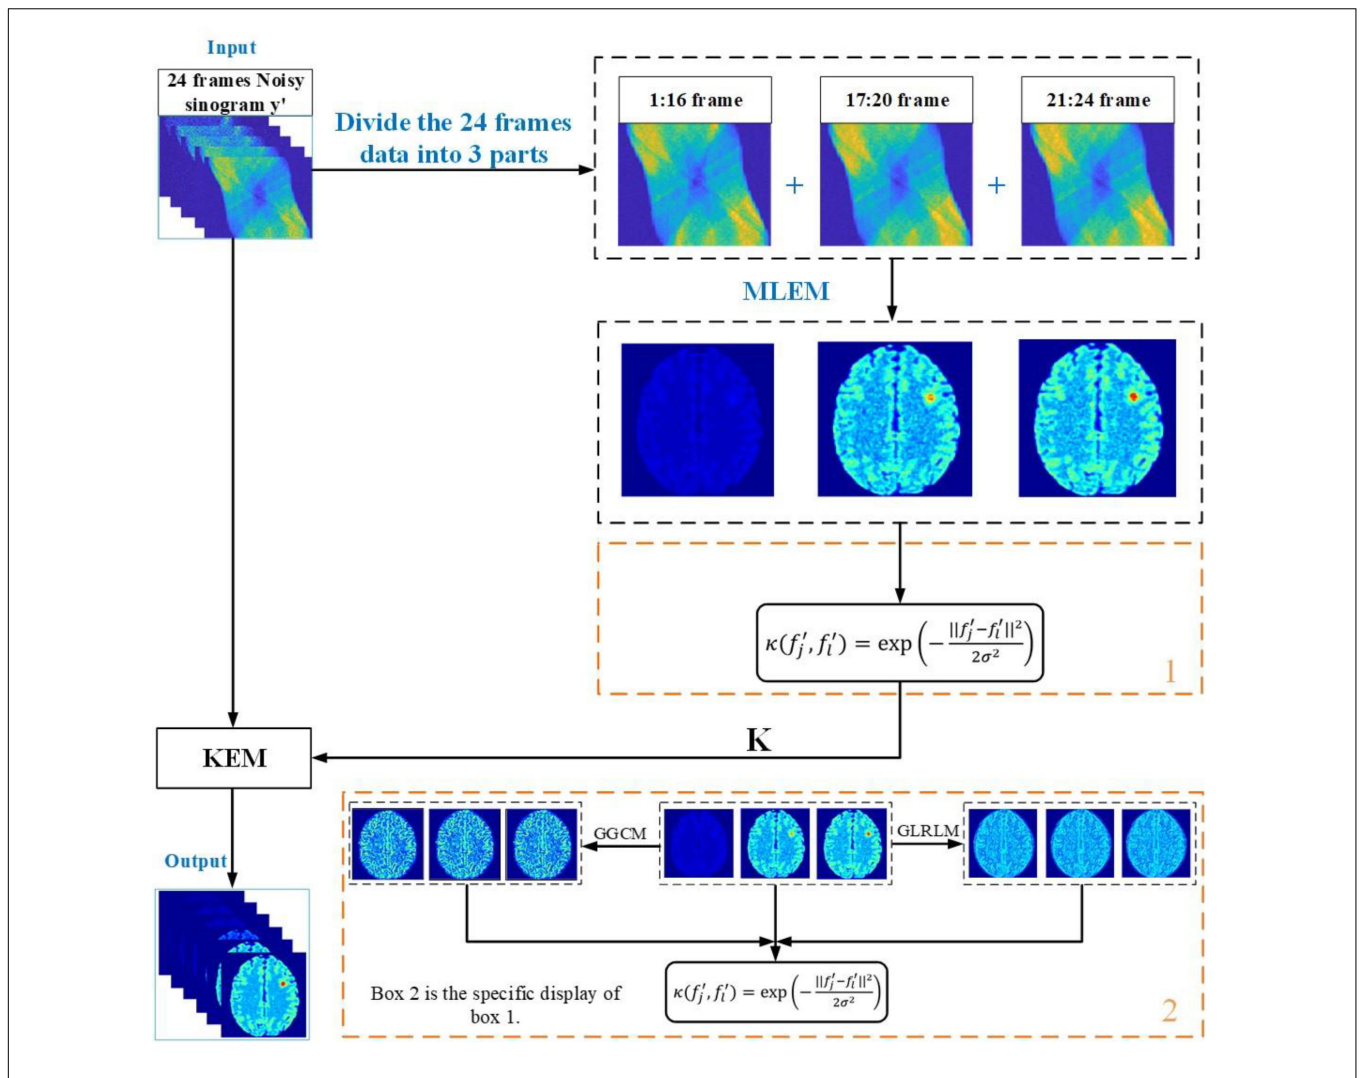 Input
24 frames Noisy
sinogram y'
Divide the 24 frames
data into 3 parts
1:16 frame
17:20 frame
21:24 frame
+
+
MLEM
κ(f′_j, f′_l) = exp(−||f′_j−f′_l||²/2σ²)
1
K
KEM
GGCM
GLRLM
Output
κ(f′_j, f′_l) = exp(−||f′_j−f′_l||²/2σ²)
Box 2 is the specific display of
box 1.
2